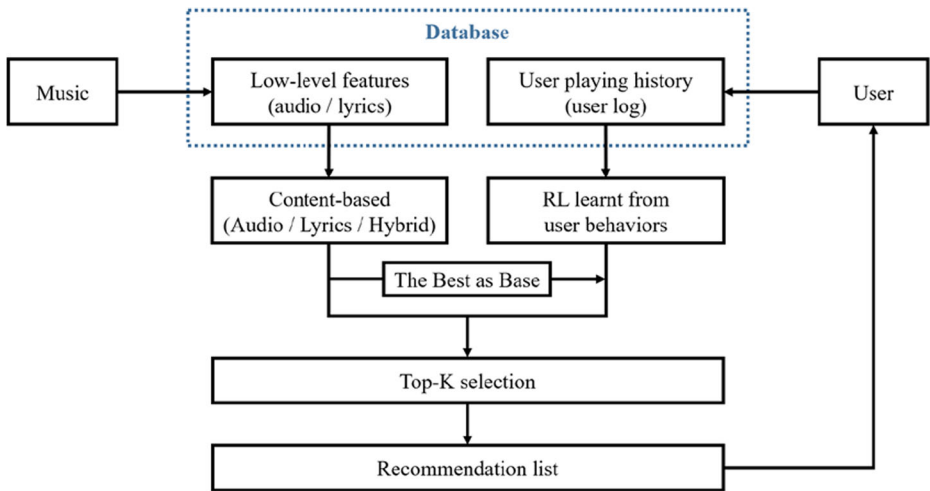 Database
Music
Low-level features
(audio / lyrics)
User playing history
(user log)
User
Content-based
(Audio / Lyrics / Hybrid)
RL learnt from
user behaviors
The Best as Base
Top-K selection
Recommendation list